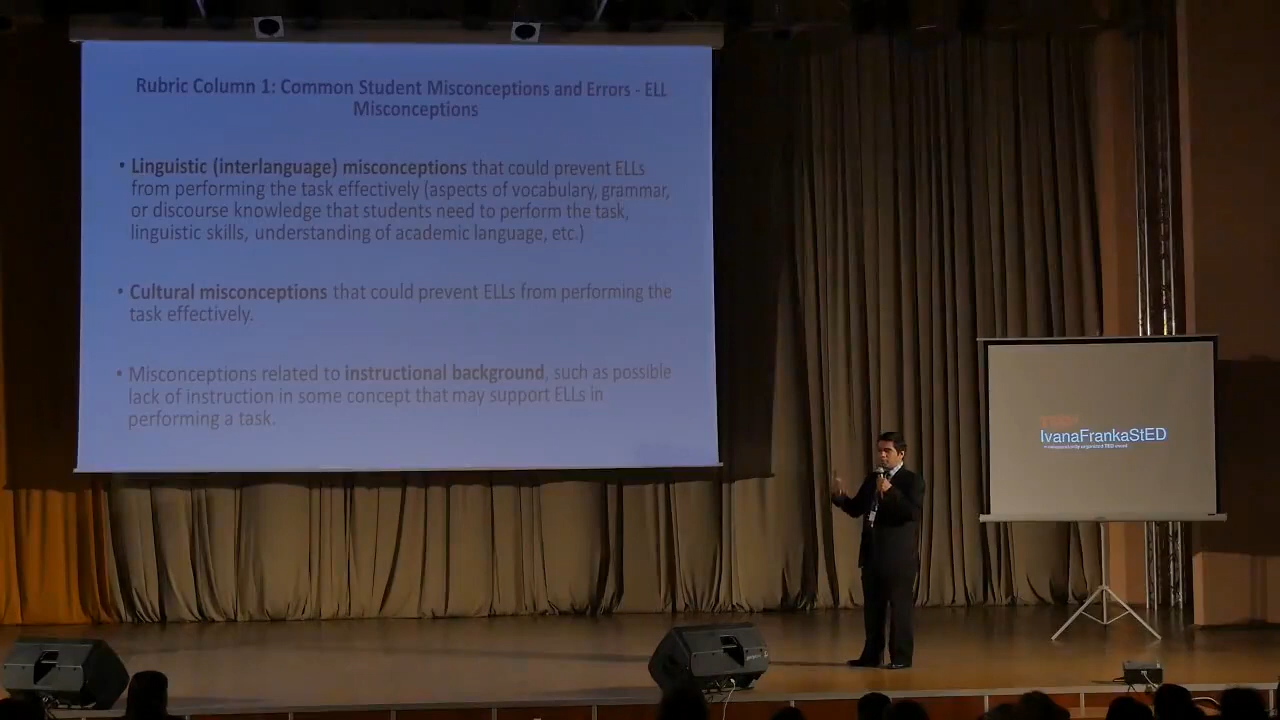 Rubric Column 1: Common Student Misconceptions and Errors - ELL
Misconceptions
• Linguistic (interlanguage) misconceptions that could prevent ELLs
from performing the task effectively (aspects of vocabulary, grammar,
or discourse knowledge that students need to perform the task,
linguistic skills, understanding of academic language, etc.)
• Cultural misconceptions that could prevent ELLs from performing the
task effectively.
• Misconceptions related to instructional background, such as possible
lack of instruction in some concept that may support ELLs in
performing a task.
IvanaFrankaStED
independently organized TED event